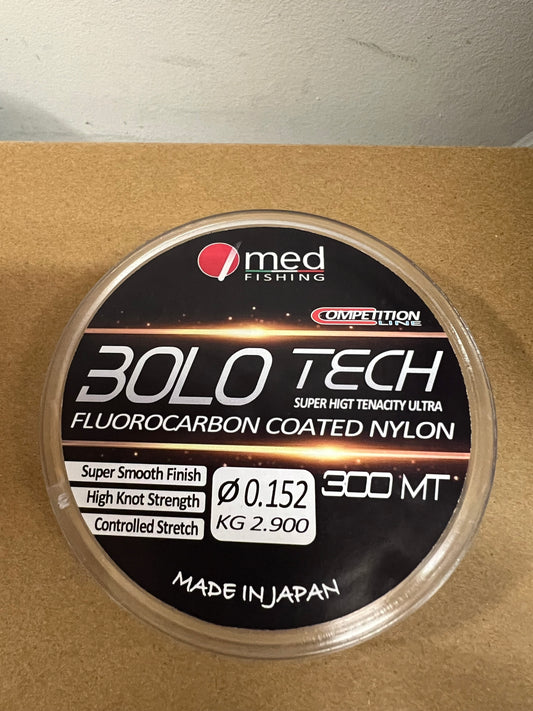 med
FISHING
COMPETITION
LINE
BOLO TECH
SUPER HIGT TENACITY ULTRA
FLUOROCARBON COATED NYLON
Super Smooth Finish
High Knot Strength
Controlled Stretch
Ø 0.152
KG 2.900
300 MT
MADE IN JAPAN